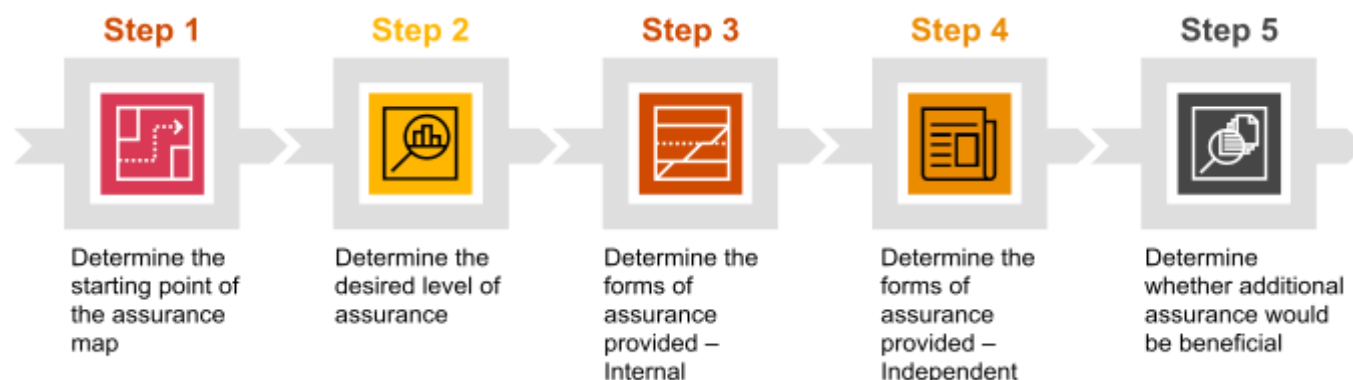 Step 1
Determine the
starting point of
the assurance
map
Step 2
Determine the
desired level of
assurance
Step 3
Determine the
forms of
assurance
provided –
Internal
Step 4
Determine the
forms of
assurance
provided –
Independent
Step 5
Determine
whether additional
assurance would
be beneficial